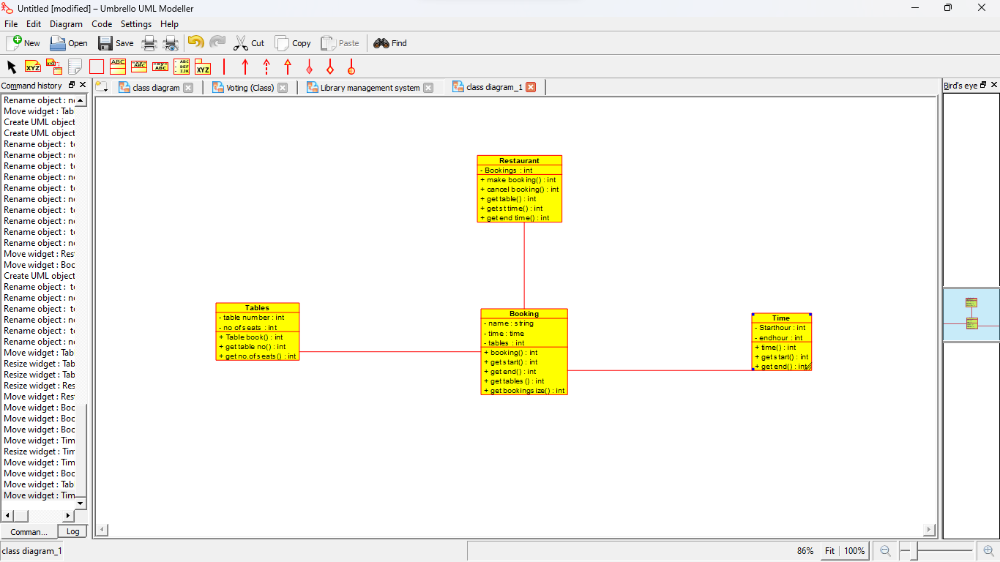 Untitled [modified] – Umbrello UML Modeller
File Edit Diagram Code Settings Help
New Open Save Cut Copy Paste Find
Command history
class diagram Voting (Class) Library management system class diagram_1
Bird's eye
Rename object : n
Move widget : Tab
Create UML object
Create UML object
Rename object : t
Rename object : n
Rename object : t
Rename object : n
Rename object : t
Rename object : n
Rename object : t
Rename object : n
Rename object : t
Rename object : n
Move widget : Res
Move widget : Boo
Create UML object
Rename object : t
Rename object : n
Rename object : t
Rename object : n
Rename object : t
Rename object : n
Move widget : Tab
Resize widget : Tab
Resize widget : Tab
Resize widget : Res
Move widget : Res
Move widget : Boo
Move widget : Boo
Move widget : Boo
Move widget : Tim
Resize widget : Tim
Move widget : Tim
Move widget : Boo
Move widget : Tab
Move widget : Tim
Comman... Log
Restaurant
- Bookings : int
+ make booking() : int
+ cancel booking() : int
+ get table() : int
+ get st time() : int
+ get end time() : int
Tables
- table number : int
- no of seats : int
+ Table book() : int
+ get table no() : int
+ get no.of seats() : int
Booking
- name : string
- time : time
- tables : int
+ booking() : int
+ get start() : int
+ get end() : int
+ get tables () : int
+ get bookingsize() : int
Time
- Starthour : int
- endhour : int
+ time() : int
+ get start() : int
+ get end() : int
class diagram_1
86% Fit 100%